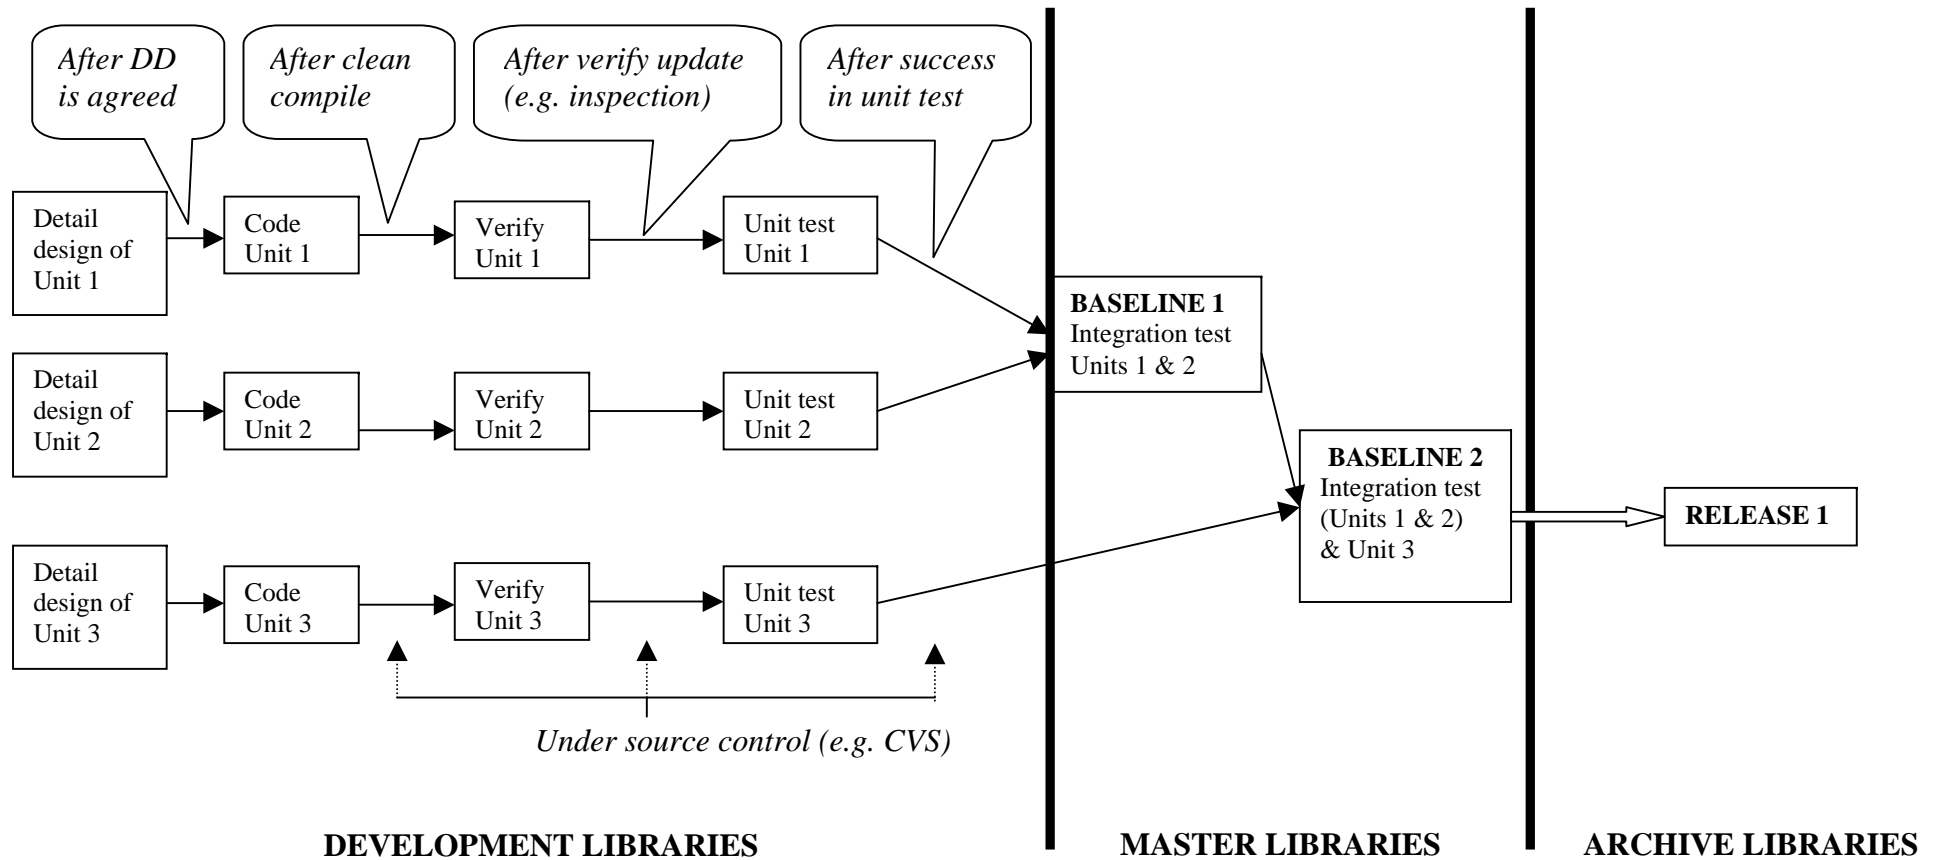 After DD
is agreed
After clean
compile
After verify update
(e.g. inspection)
After success
in unit test
Detail
design of
Unit 1
Code
Unit 1
Verify
Unit 1
Unit test
Unit 1
BASELINE 1
Integration test
Units 1 & 2
Detail
design of
Unit 2
Code
Unit 2
Verify
Unit 2
Unit test
Unit 2
BASELINE 2
Integration test
(Units 1 & 2)
& Unit 3
RELEASE 1
Detail
design of
Unit 3
Code
Unit 3
Verify
Unit 3
Unit test
Unit 3
Under source control (e.g. CVS)
DEVELOPMENT LIBRARIES
MASTER LIBRARIES
ARCHIVE LIBRARIES